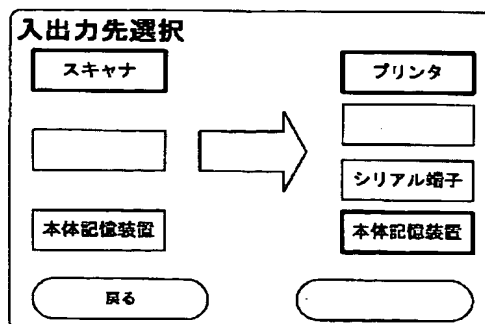 入出力先選択
スキャナ
プリンタ
シリアル端子
本体記憶装置
本体記憶装置
戻る